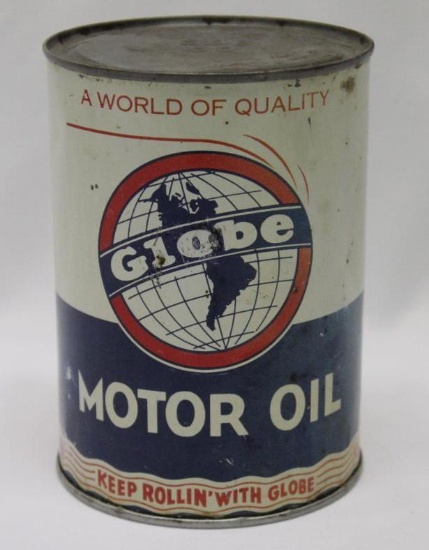 A WORLD OF QUALITY
Globe
MOTOR OIL
KEEP ROLLIN' WITH GLOBE